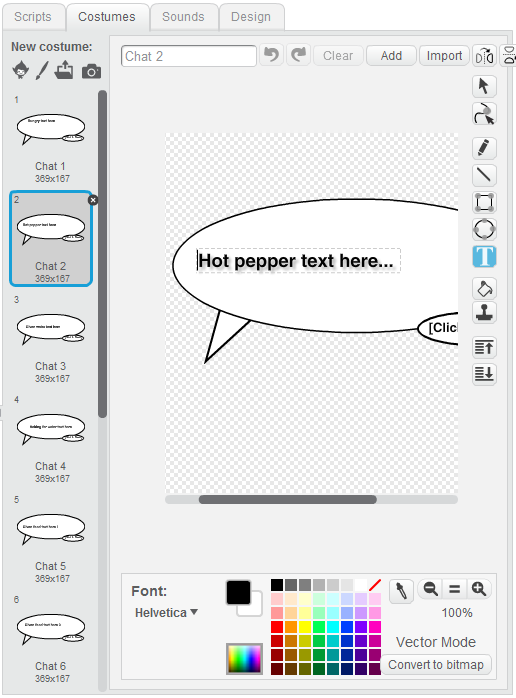 Scripts Costumes Sounds Design
New costume:
Chat 2 Clear Add Import
1
Chat 1
369x167
2
Chat 2
369x167
3
Chat 3
369x167
4
Chat 4
369x167
5
Chat 5
369x167
6
Chat 6
369x167
Hot pepper text here...
[Clic
T
Font:
Helvetica
100%
Vector Mode
Convert to bitmap